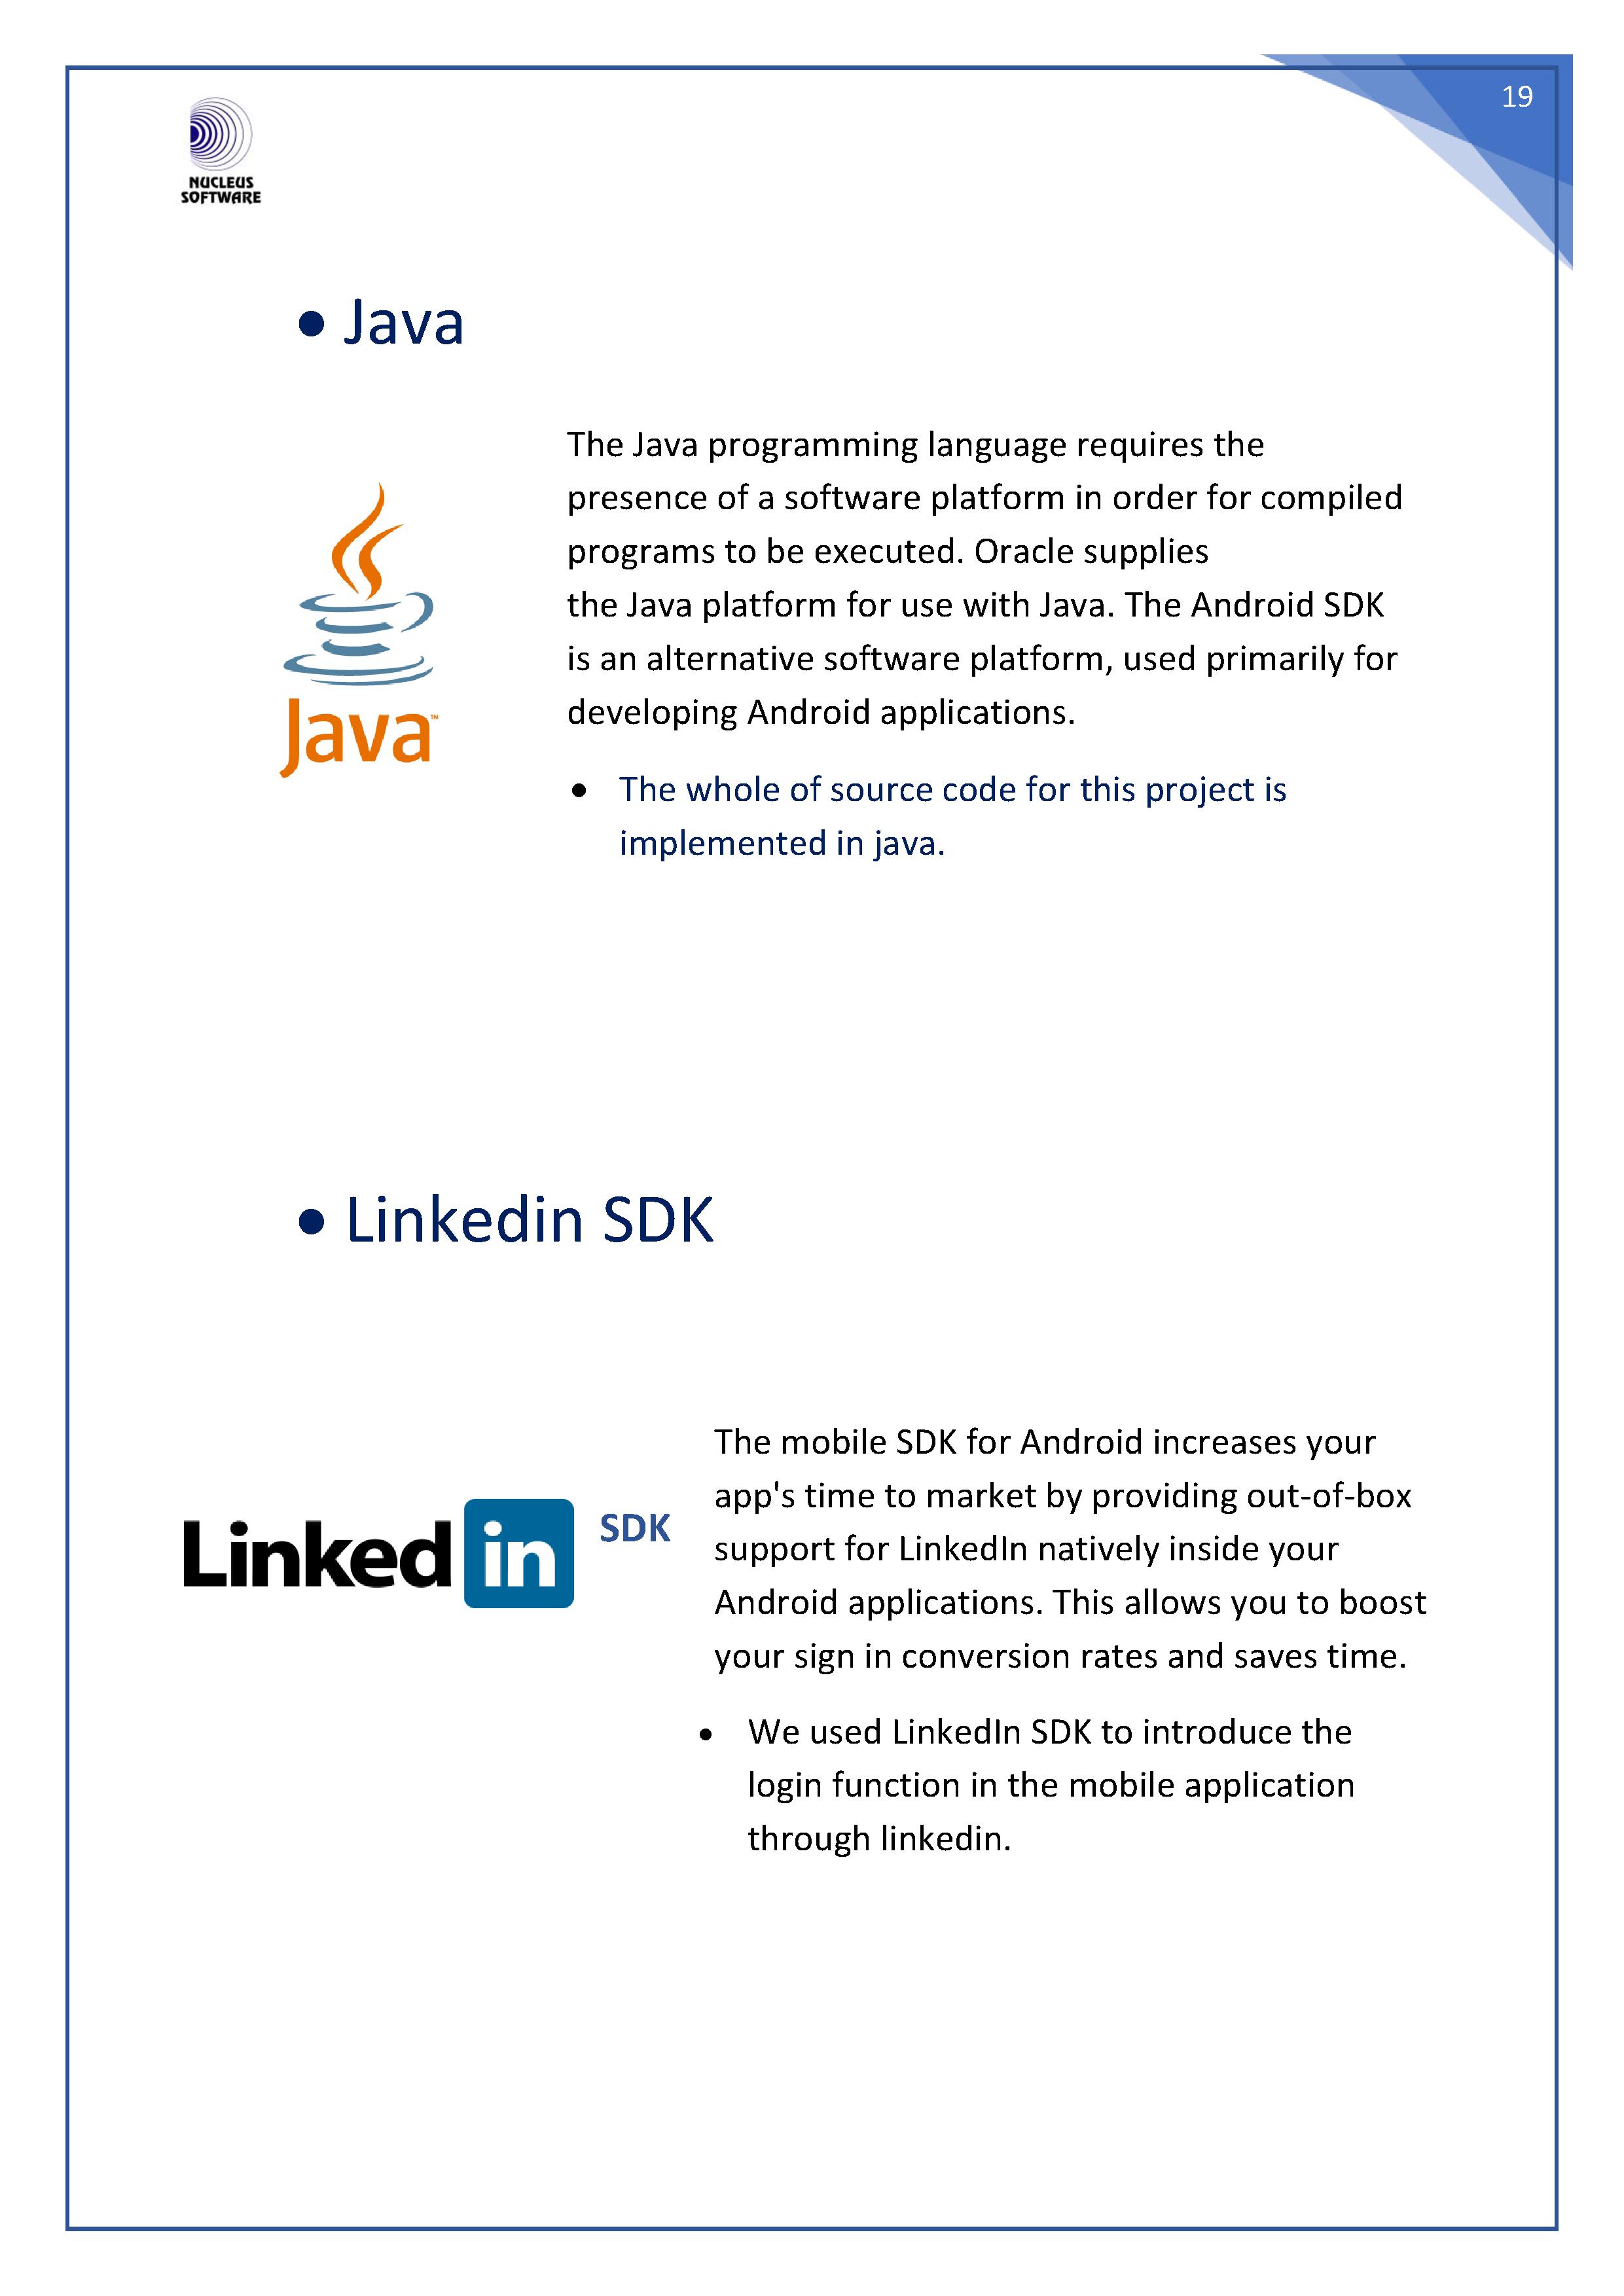 19
NUCLEUS
SOFTWARE
• Java
The Java programming language requires the
presence of a software platform in order for compiled
programs to be executed. Oracle supplies
the Java platform for use with Java. The Android SDK
is an alternative software platform, used primarily for
developing Android applications.
Java™
• The whole of source code for this project is
implemented in java.
• Linkedin SDK
The mobile SDK for Android increases your
app's time to market by providing out-of-box
support for LinkedIn natively inside your
Android applications. This allows you to boost
your sign in conversion rates and saves time.
Linked in SDK
• We used LinkedIn SDK to introduce the
login function in the mobile application
through linkedin.